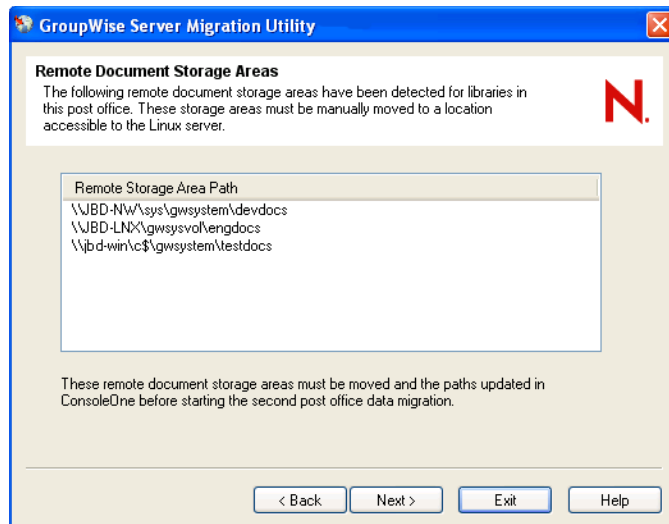 GroupWise Server Migration Utility
Remote Document Storage Areas
The following remote document storage areas have been detected for libraries in
this post office. These storage areas must be manually moved to a location
accessible to the Linux server.
N.
Remote Storage Area Path
\\JBD-NW\sys\gwsystem\devdocs
\\JBD-LNX\gwsysvol\engdocs
\\jbd-win\c$\gwsystem\testdocs
These remote document storage areas must be moved and the paths updated in
ConsoleOne before starting the second post office data migration.
< Back Next > Exit Help